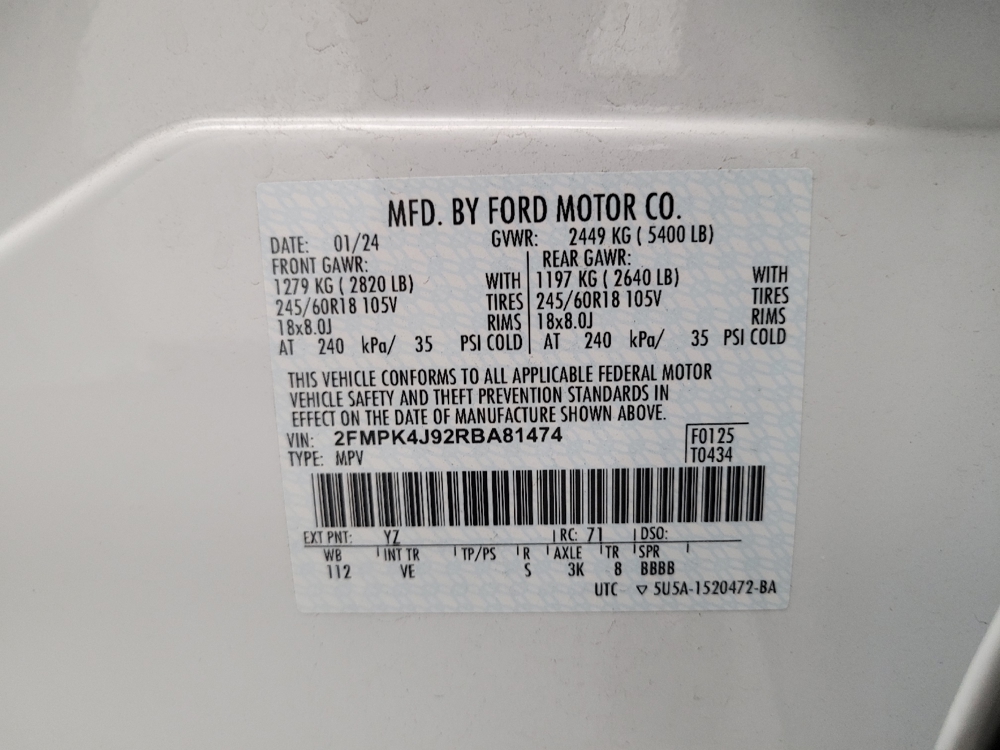 MFD. BY FORD MOTOR CO.
DATE: 01/24 GVWR: 2449 KG ( 5400 LB)
FRONT GAWR: REAR GAWR:
1279 KG ( 2820 LB) WITH 1197 KG ( 2640 LB) WITH
245/60R18 105V TIRES 245/60R18 105V TIRES
18x8.0J RIMS 18x8.0J RIMS
AT 240 kPa/ 35 PSI COLD AT 240 kPa/ 35 PSI COLD
THIS VEHICLE CONFORMS TO ALL APPLICABLE FEDERAL MOTOR
VEHICLE SAFETY AND THEFT PREVENTION STANDARDS IN
EFFECT ON THE DATE OF MANUFACTURE SHOWN ABOVE.
VIN: 2FMPK4J92RBA81474 F0125
TYPE: MPV T0434
EXT PNT: YZ RC: 71 DSO:
WB INT TR TP/PS R AXLE TR SPR
112 VE S 3K 8 BBBB
UTC ▽ 5U5A-1520472-BA